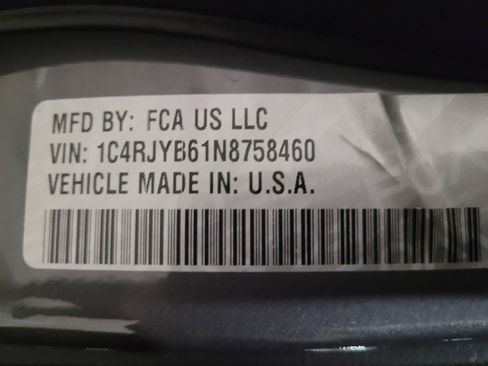 MFD BY: FCA US LLC
VIN: 1C4RJYB61N8758460
VEHICLE MADE IN: U.S.A.